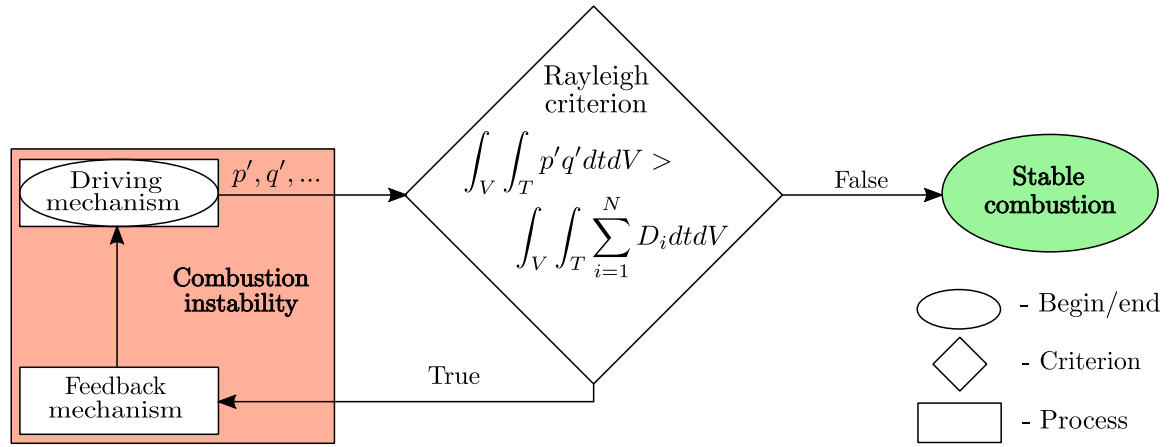 Rayleigh
criterion
∫_V ∫_T p′q′dtdV >
∫_V ∫_T ∑_{i=1}^{N} D_i dtdV
Driving
mechanism
p′, q′, ...
False
Stable
combustion
Combustion
instability
Feedback
mechanism
True
- Begin/end
- Criterion
- Process